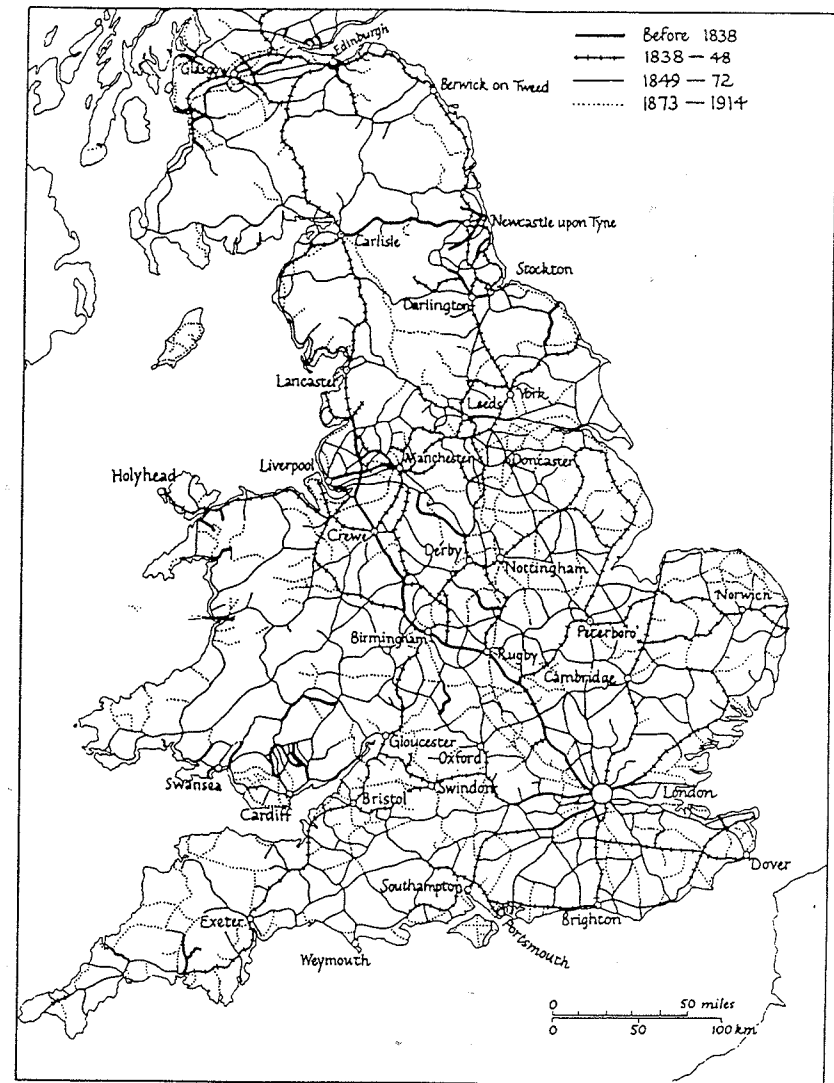 Before 1838
1838 — 48
1849 — 72
1873 — 1914
Edinburgh
Glasgow
Berwick on Tweed
Newcastle upon Tyne
Carlisle
Stockton
Darlington
Lancaster
York
Leeds
Liverpool
Manchester
Doncaster
Holyhead
Crewe
Derby
Nottingham
Norwich
Birmingham
Peterboro'
Rugby
Cambridge
Gloucester
Oxford
Swansea
Swindon
London
Cardiff
Bristol
Dover
Southampton
Exeter
Brighton
Portsmouth
Weymouth
0 50 miles
0 50 100 km